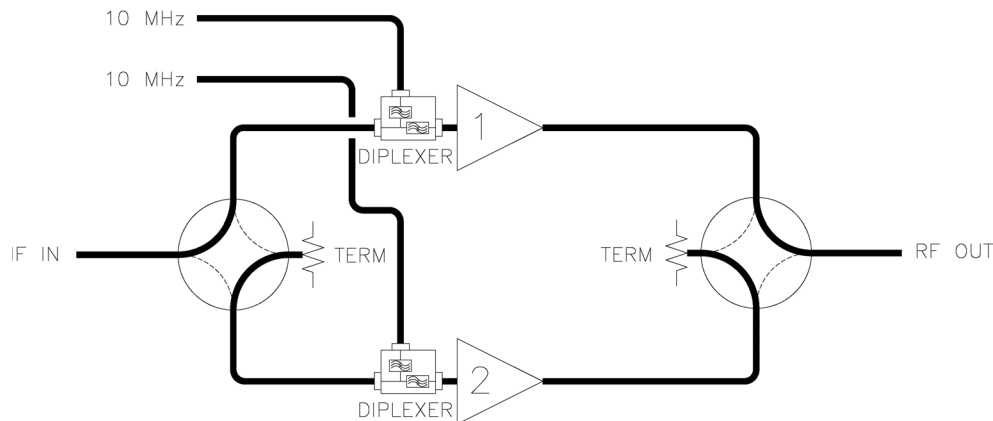 10 MHz
10 MHz
1
DIPLEXER
IF IN
TERM
TERM
RF OUT
2
DIPLEXER